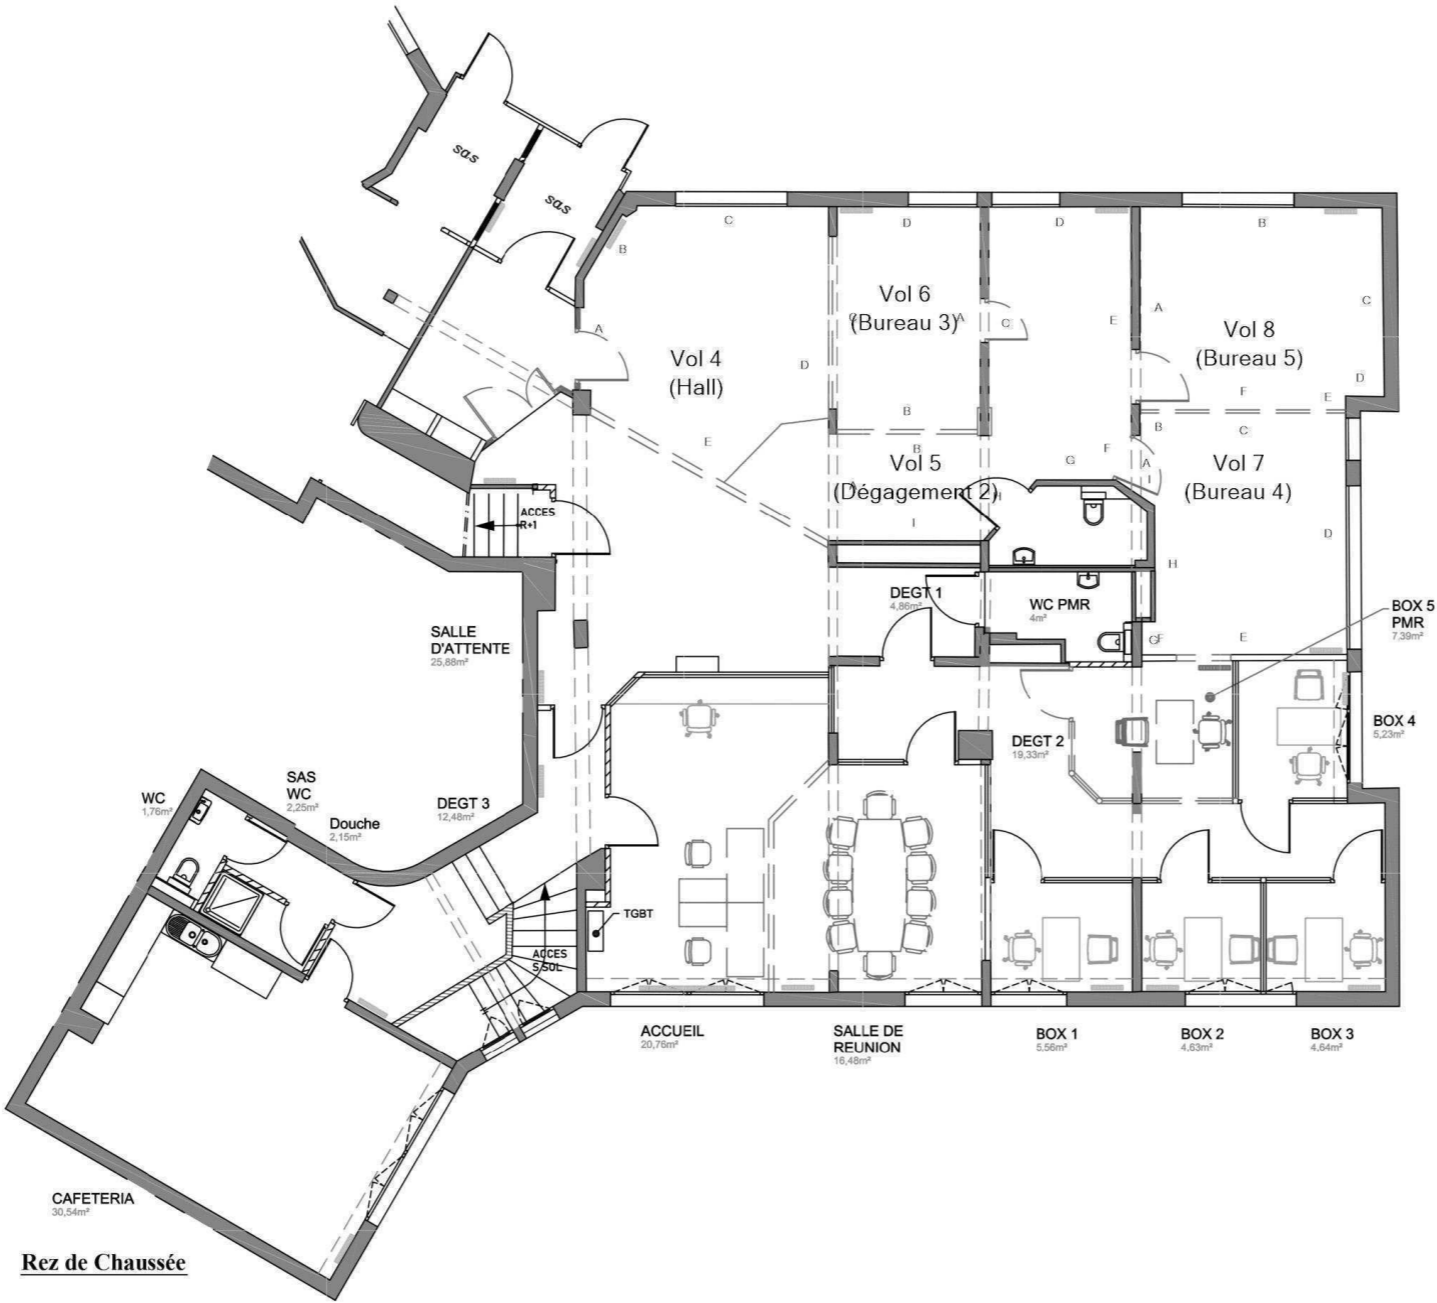 sas
sas
C
D
D
B
B
Vol 6
(Bureau 3)
C
A
C
E
A
C
A
Vol 8
(Bureau 5)
Vol 4
(Hall)
D
D
F
E
B
B
C
E
B
F
G
A
Vol 5
(Dégagement 2)
A
H
Vol 7
(Bureau 4)
ACCES
R+1
I
D
H
DEGT 1
4,86m²
WC PMR
4m²
BOX 5
PMR
7,39m²
SALLE
D'ATTENTE
25,88m²
G
F
E
BOX 4
5,23m²
DEGT 2
19,33m²
SAS
WC
2,25m²
WC
1,76m²
Douche
2,15m²
DEGT 3
12,48m²
TGBT
ACCES
S/SOL
ACCUEIL
20,76m²
SALLE DE
REUNION
16,48m²
BOX 1
5.56m²
BOX 2
4.63m²
BOX 3
4,64m²
CAFETERIA
30,54m²
Rez de Chaussée